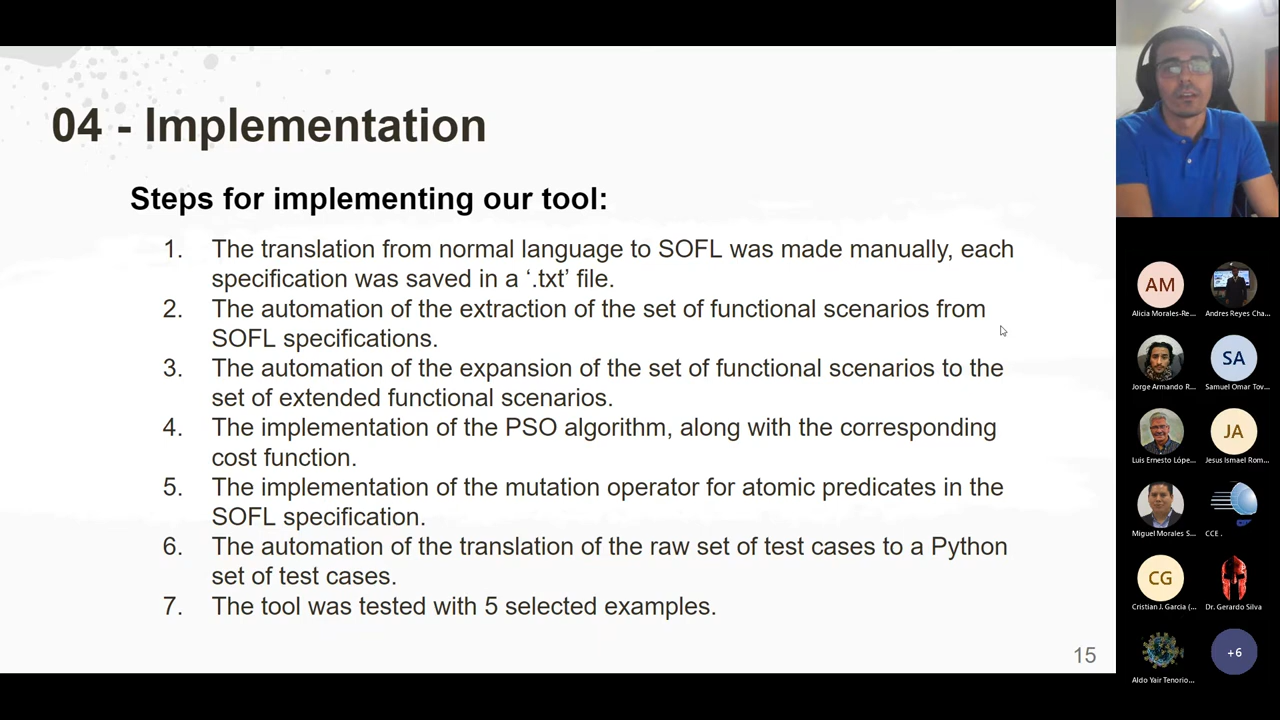 04 - Implementation
Steps for implementing our tool:
1. The translation from normal language to SOFL was made manually, each
specification was saved in a ‘.txt’ file.
2. The automation of the extraction of the set of functional scenarios from
SOFL specifications.
3. The automation of the expansion of the set of functional scenarios to the
set of extended functional scenarios.
4. The implementation of the PSO algorithm, along with the corresponding
cost function.
5. The implementation of the mutation operator for atomic predicates in the
SOFL specification.
6. The automation of the translation of the raw set of test cases to a Python
set of test cases.
7. The tool was tested with 5 selected examples.
15
AM
Alicia Morales-Re...
Andres Reyes Cha...
Jorge Armando R...
SA
Samuel Omar Tov...
Luis Ernesto Lópe...
JA
Jesus Ismael Rom...
Miguel Morales S...
CCE .
CG
Cristian J. Garcia (...
Dr. Gerardo Silva
Aldo Yair Tenorio...
+6